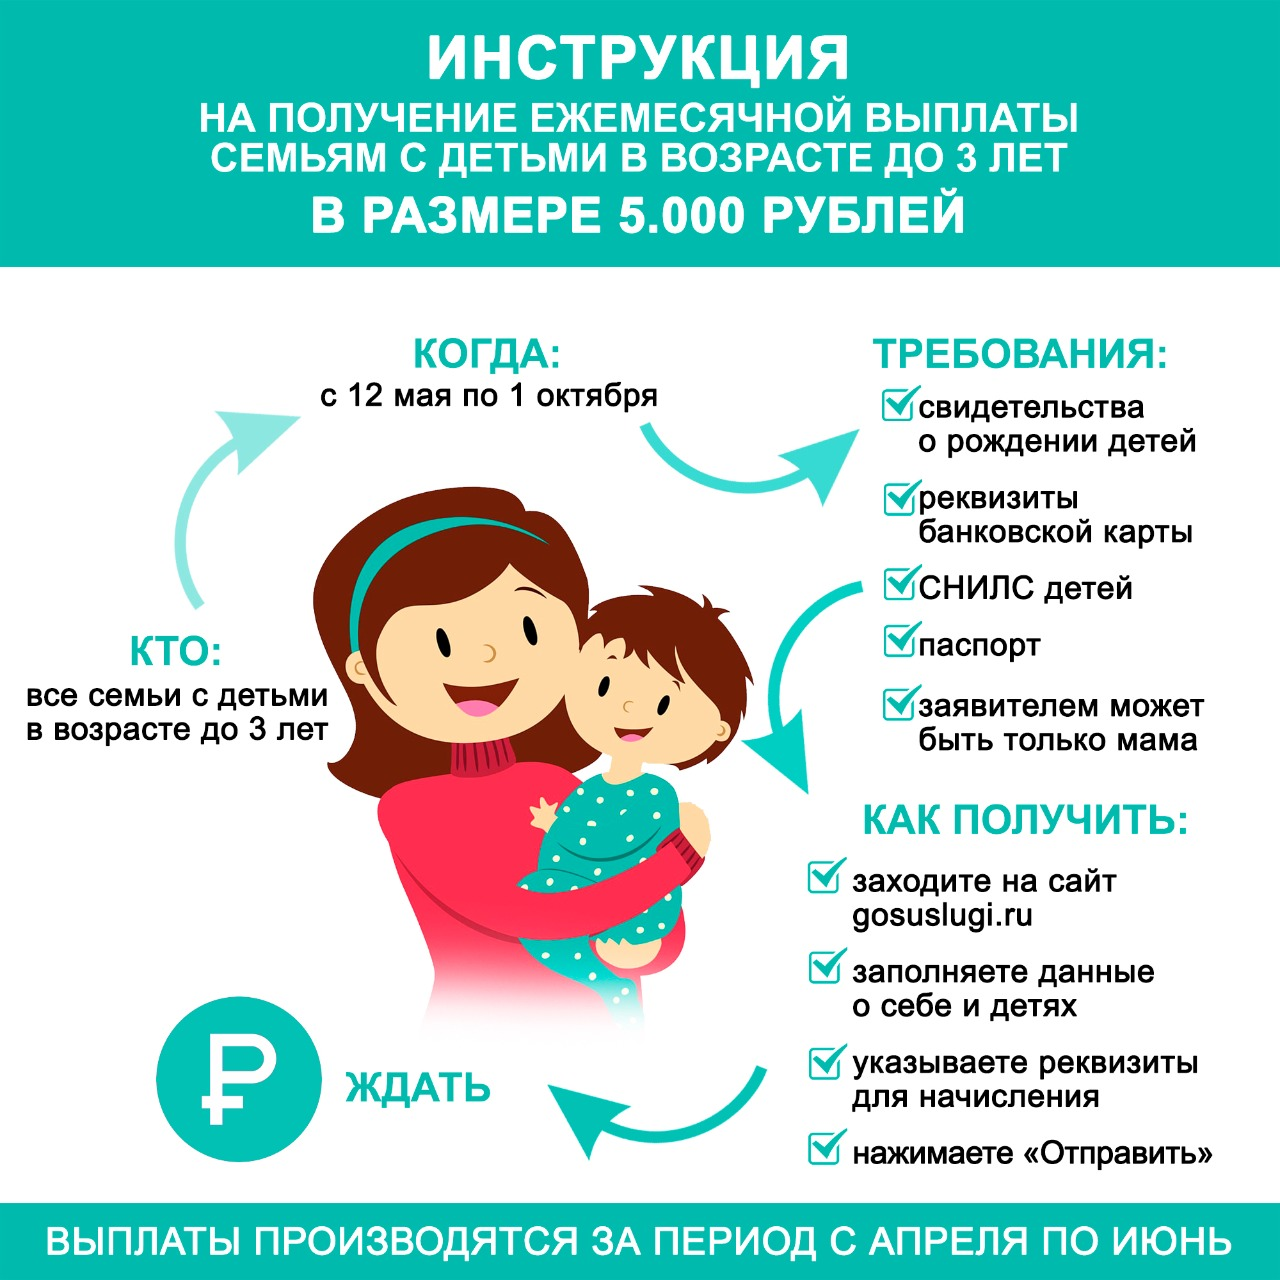 ИНСТРУКЦИЯ
НА ПОЛУЧЕНИЕ ЕЖЕМЕСЯЧНОЙ ВЫПЛАТЫ
СЕМЬЯМ С ДЕТЬМИ В ВОЗРАСТЕ ДО 3 ЛЕТ
В РАЗМЕРЕ 5.000 РУБЛЕЙ
КТО:
все семьи с детьми
в возрасте до 3 лет
КОГДА:
с 12 мая по 1 октября
ТРЕБОВАНИЯ:
свидетельства
о рождении детей
реквизиты
банковской карты
СНИЛС детей
паспорт
заявителем может
быть только мама
КАК ПОЛУЧИТЬ:
заходите на сайт
gosuslugi.ru
заполняете данные
о себе и детях
указываете реквизиты
для начисления
нажимаете «Отправить»
₽
ЖДАТЬ
ВЫПЛАТЫ ПРОИЗВОДЯТСЯ ЗА ПЕРИОД С АПРЕЛЯ ПО ИЮНЬ